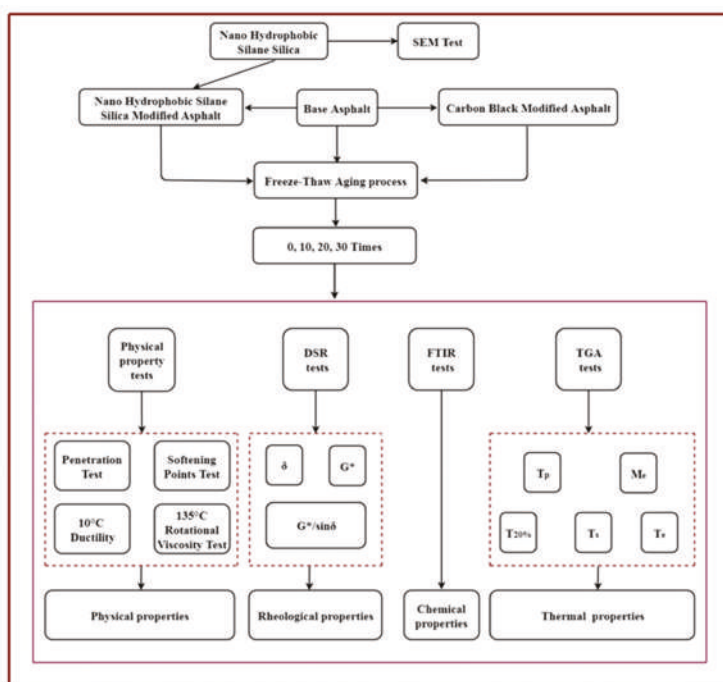 Nano Hydrophobic
Silane Silica
SEM Test
Nano Hydrophobic Silane
Silica Modified Asphalt
Base Asphalt
Carbon Black Modified Asphalt
Freeze-Thaw Aging process
0, 10, 20, 30 Times
Physical
property
tests
DSR
tests
FTIR
tests
TGA
tests
Penetration
Test
Softening
Points Test
10°C
Ductility
135°C
Rotational
Viscosity Test
δ
G*
G*/sinδ
Tp
Me
T20%
Ts
Te
Physical properties
Rheological properties
Chemical
properties
Thermal properties